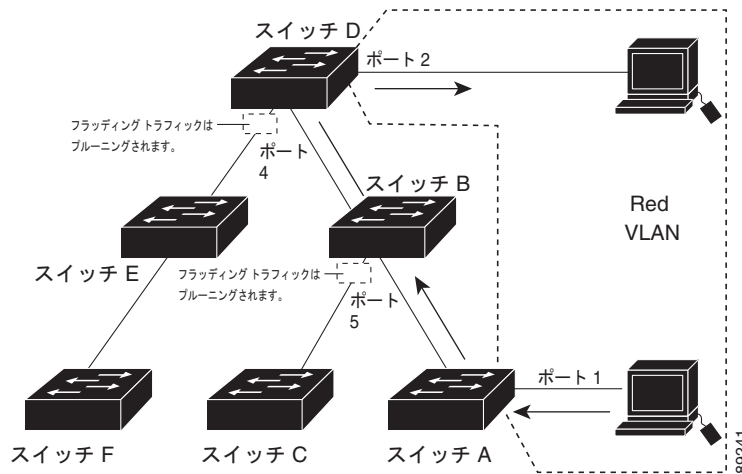 スイッチ D
ポート 2
フラッディング トラフィックは
プルーニングされます。
ポート
4
スイッチ B
Red
VLAN
スイッチ E
フラッディング トラフィックは
プルーニングされます。
ポート
5
ポート 1
スイッチ F
スイッチ C
スイッチ A
89241